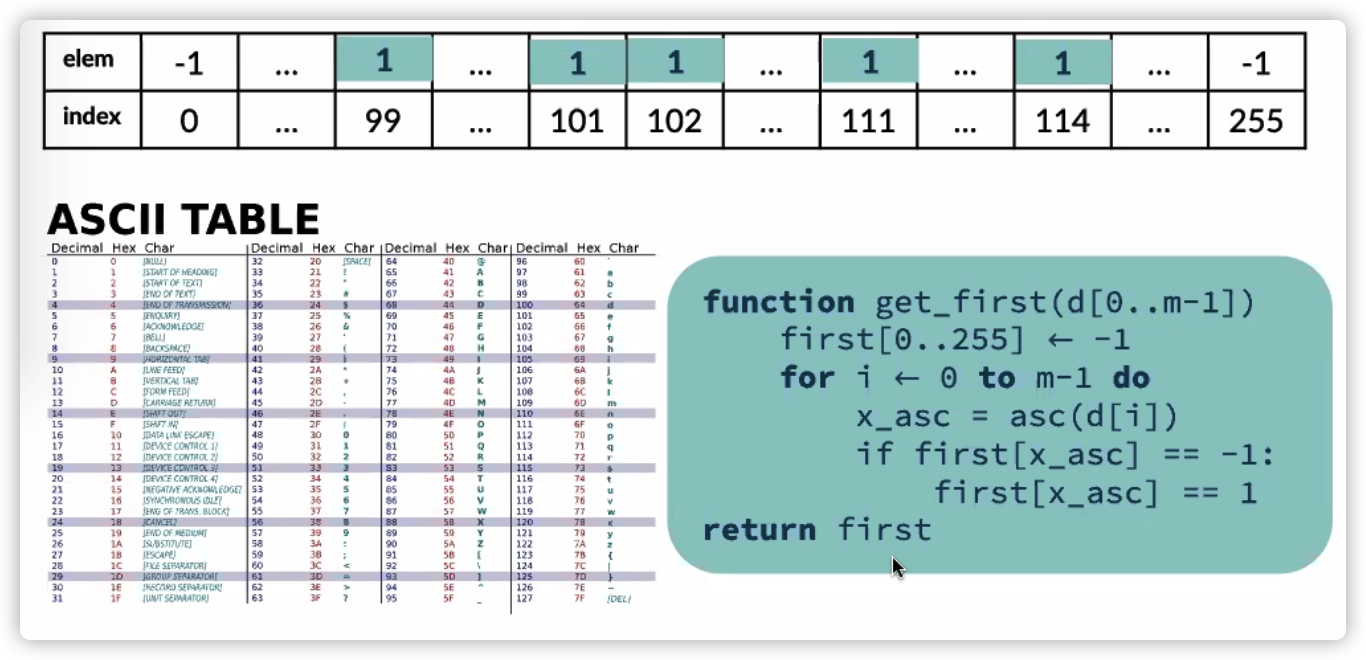 elem -1 ... 1 ... 1 1 ... 1 ... 1 ... -1
index 0 ... 99 ... 101 102 ... 111 ... 114 ... 255
ASCII TABLE
Decimal Hex Char Decimal Hex Char Decimal Hex Char Decimal Hex Char
0 0 [NULL] 32 20 [SPACE] 64 40 @ 96 60 `
1 1 [START OF HEADING] 33 21 ! 65 41 A 97 61 a
2 2 [START OF TEXT] 34 22 " 66 42 B 98 62 b
3 3 [END OF TEXT] 35 23 # 67 43 C 99 63 c
4 4 [END OF TRANSMISSION] 36 24 $ 68 44 D 100 64 d
5 5 [ENQUIRY] 37 25 % 69 45 E 101 65 e
6 6 [ACKNOWLEDGE] 38 26 & 70 46 F 102 66 f
7 7 [BELL] 39 27 ' 71 47 G 103 67 g
8 8 [BACKSPACE] 40 28 ( 72 48 H 104 68 h
9 9 [HORIZONTAL TAB] 41 29 ) 73 49 I 105 69 i
10 A [LINE FEED] 42 2A * 74 4A J 106 6A j
11 B [VERTICAL TAB] 43 2B + 75 4B K 107 6B k
12 C [FORM FEED] 44 2C , 76 4C L 108 6C l
13 D [CARRIAGE RETURN] 45 2D - 77 4D M 109 6D m
14 E [SHIFT OUT] 46 2E . 78 4E N 110 6E n
15 F [SHIFT IN] 47 2F / 79 4F O 111 6F o
16 10 [DATA LINK ESCAPE] 48 30 0 80 50 P 112 70 p
17 11 [DEVICE CONTROL 1] 49 31 1 81 51 Q 113 71 q
18 12 [DEVICE CONTROL 2] 50 32 2 82 52 R 114 72 r
19 13 [DEVICE CONTROL 3] 51 33 3 83 53 S 115 73 s
20 14 [DEVICE CONTROL 4] 52 34 4 84 54 T 116 74 t
21 15 [NEGATIVE ACKNOWLEDGE] 53 35 5 85 55 U 117 75 u
22 16 [SYNCHRONOUS IDLE] 54 36 6 86 56 V 118 76 v
23 17 [ENG OF TRANS. BLOCK] 55 37 7 87 57 W 119 77 w
24 18 [CANCEL] 56 38 8 88 58 X 120 78 x
25 19 [END OF MEDIUM] 57 39 9 89 59 Y 121 79 y
26 1A [SUBSTITUTE] 58 3A : 90 5A Z 122 7A z
27 1B [ESCAPE] 59 3B ; 91 5B [ 123 7B {
28 1C [FILE SEPARATOR] 60 3C < 92 5C \ 124 7C |
29 1D [GROUP SEPARATOR] 61 3D = 93 5D ] 125 7D }
30 1E [RECORD SEPARATOR] 62 3E > 94 5E ^ 126 7E ~
31 1F [UNIT SEPARATOR] 63 3F ? 95 5F _ 127 7F [DEL]
function get_first(d[0..m-1])
first[0..255] ← -1
for i ← 0 to m-1 do
x_asc = asc(d[i])
if first[x_asc] == -1:
first[x_asc] == 1
return first